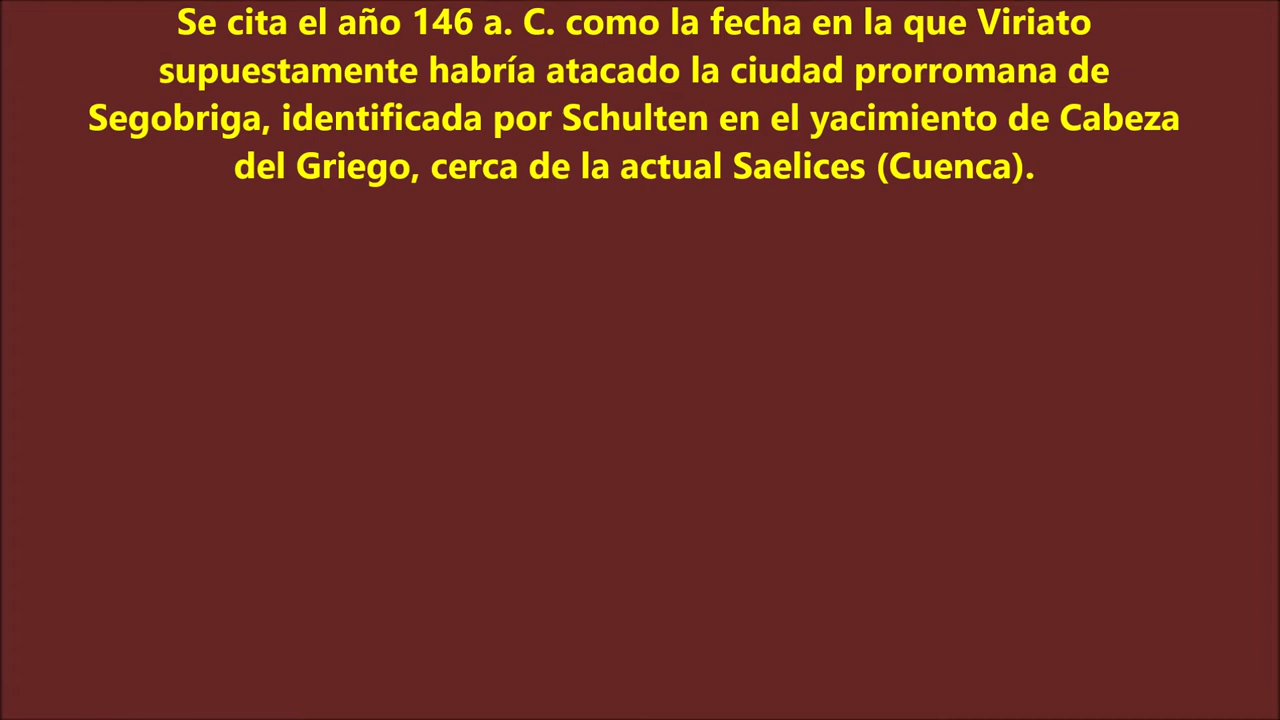 Se cita el año 146 a. C. como la fecha en la que Viriato
supuestamente habría atacado la ciudad prorromana de
Segobriga, identificada por Schulten en el yacimiento de Cabeza
del Griego, cerca de la actual Saelices (Cuenca).